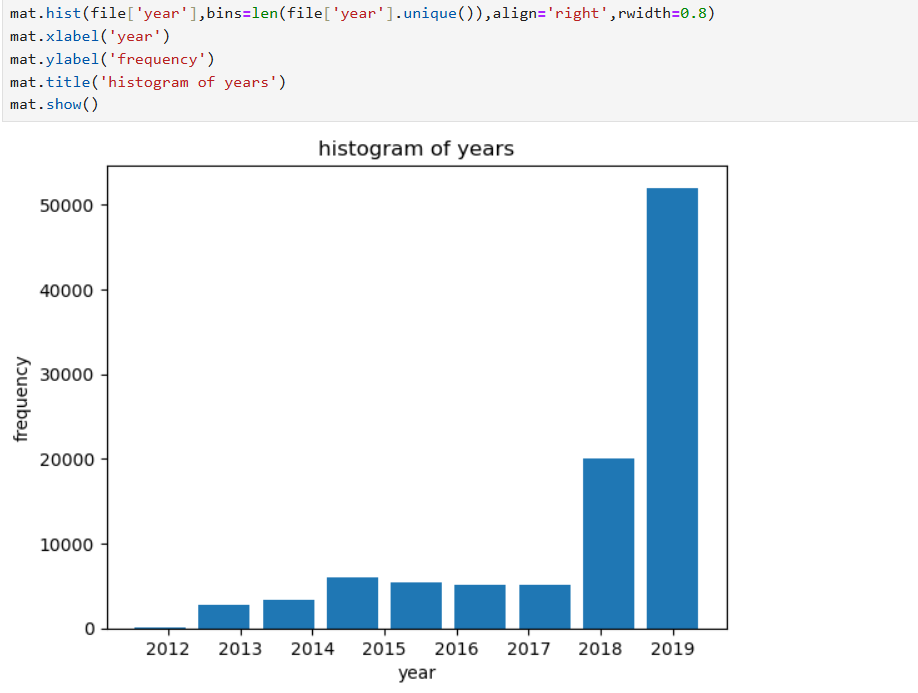 mat.hist(file['year'],bins=len(file['year'].unique()),align='right',rwidth=0.8)
mat.xlabel('year')
mat.ylabel('frequency')
mat.title('histogram of years')
mat.show()
histogram of years
50000
40000
30000
20000
10000
0
frequency
2012 2013 2014 2015 2016 2017 2018 2019
year